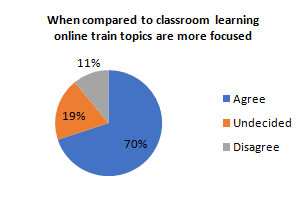 When compared to classroom learning
online train topics are more focused
11%
19%
70%
Agree
Undecided
Disagree